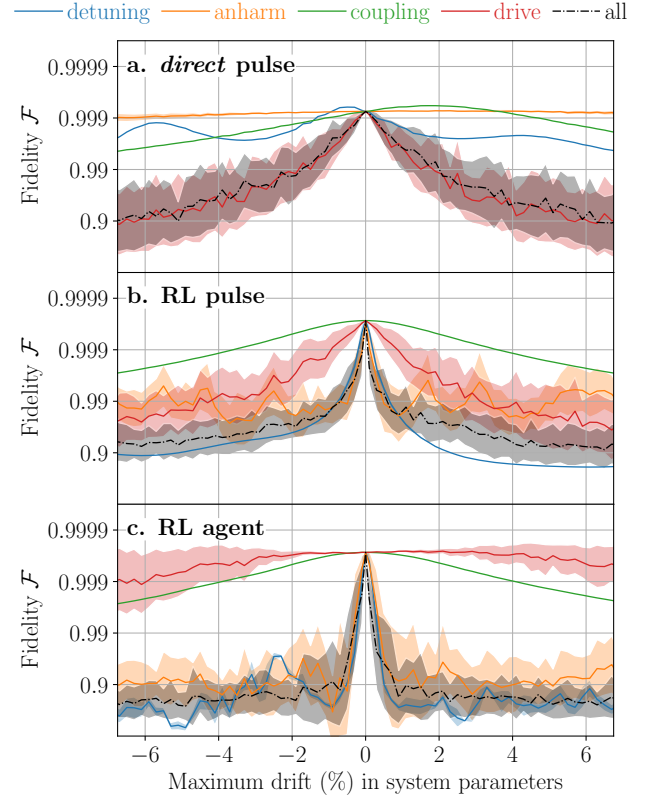 detuning anharm coupling drive all
a. direct pulse
0.9999
0.999
0.99
0.9
Fidelity F
b. RL pulse
0.9999
0.999
0.99
0.9
Fidelity F
c. RL agent
0.9999
0.999
0.99
0.9
Fidelity F
−6 −4 −2 0 2 4 6
Maximum drift (%) in system parameters